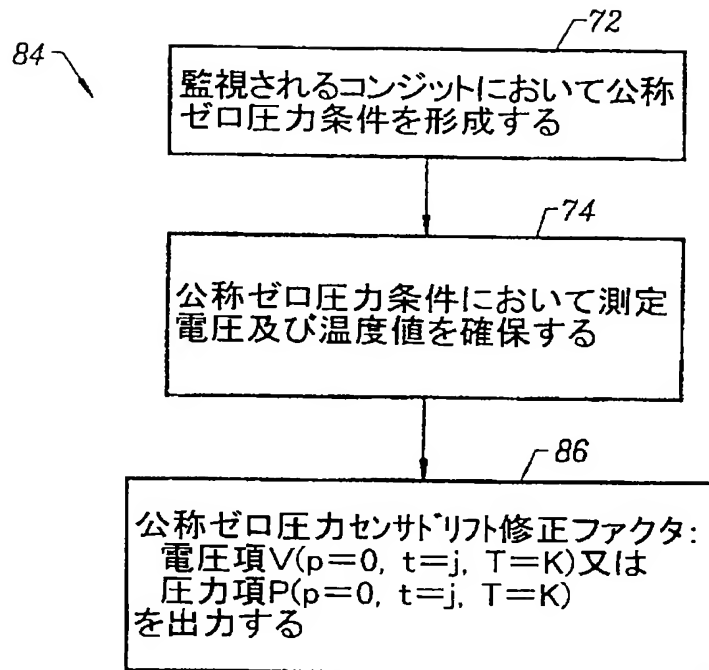 84
72
監視されるコンジットにおいて公称
ゼロ圧力条件を形成する
74
公称ゼロ圧力条件において測定
電圧及び温度値を確保する
86
公称ゼロ圧力センサドリフト修正ファクタ:
電圧項V(p=0, t=j, T=K)又は
圧力項P(p=0, t=j, T=K)
を出力する